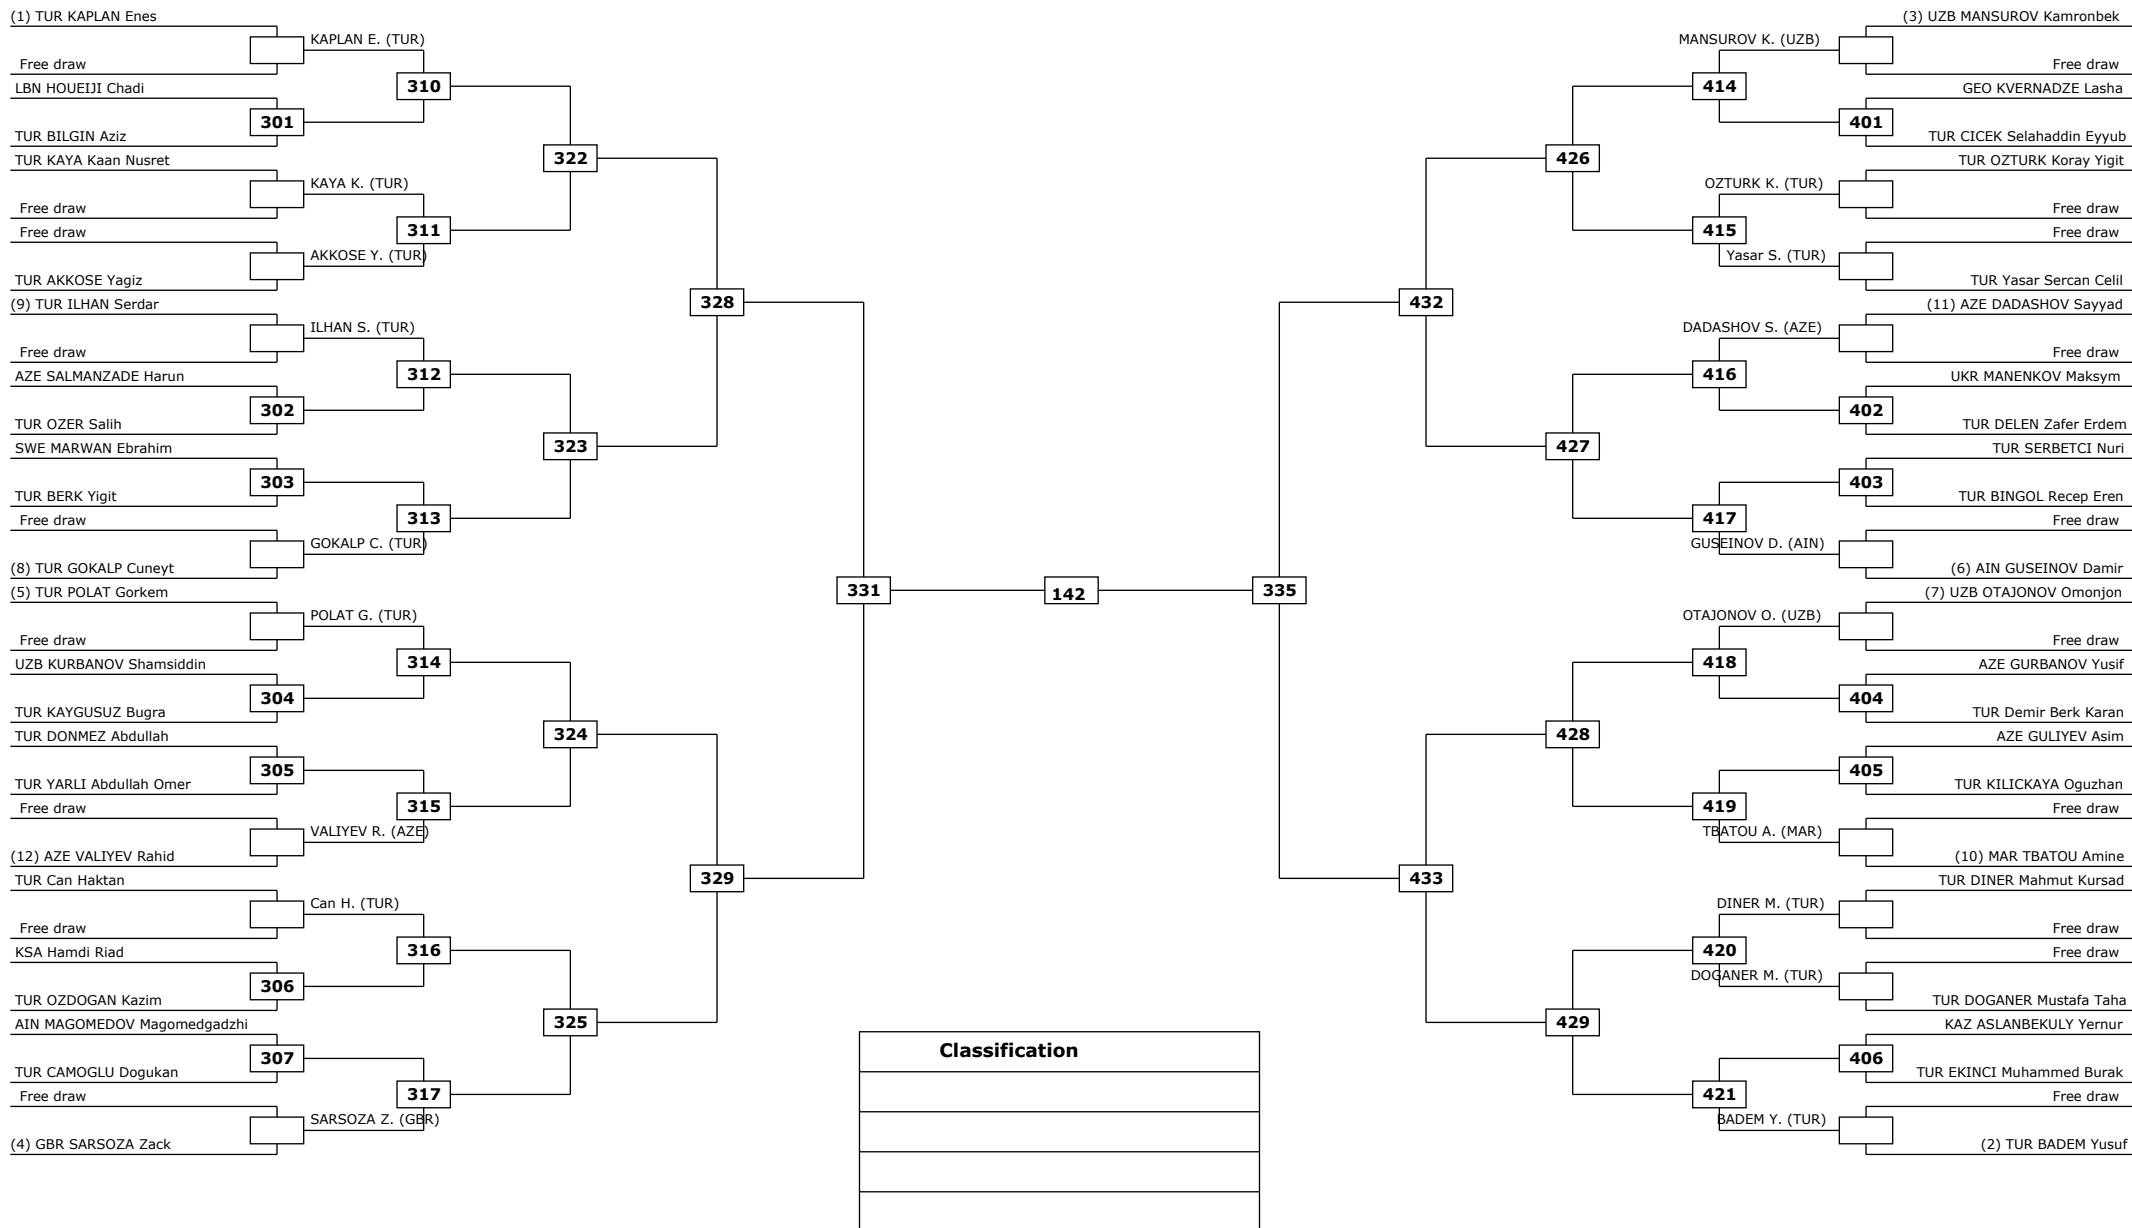 (1) TUR KAPLAN Enes
KAPLAN E. (TUR)
Free draw
310
LBN HOUEIJI Chadi
301
TUR BILGIN Aziz
322
TUR KAYA Kaan Nusret
KAYA K. (TUR)
Free draw
311
Free draw
AKKOSE Y. (TUR)
TUR AKKOSE Yagiz
328
(9) TUR ILHAN Serdar
ILHAN S. (TUR)
Free draw
312
AZE SALMANZADE Harun
302
TUR OZER Salih
323
SWE MARWAN Ebrahim
303
TUR BERK Yigit
313
Free draw
GOKALP C. (TUR)
(8) TUR GOKALP Cuneyt
331
(5) TUR POLAT Gorkem
POLAT G. (TUR)
Free draw
314
UZB KURBANOV Shamsiddin
304
TUR KAYGUSUZ Bugra
324
TUR DONMEZ Abdullah
305
TUR YARLI Abdullah Omer
315
Free draw
VALIYEV R. (AZE)
(12) AZE VALIYEV Rahid
329
TUR Can Haktan
Can H. (TUR)
Free draw
316
KSA Hamdi Riad
306
TUR OZDOGAN Kazim
325
AIN MAGOMEDOV Magomedgadzhi
307
TUR CAMOGLU Dogukan
317
Free draw
SARSOZA Z. (GBR)
(4) GBR SARSOZA Zack
142
(3) UZB MANSUROV Kamronbek
MANSUROV K. (UZB)
Free draw
414
GEO KVERNADZE Lasha
401
TUR CICEK Selahaddin Eyyub
426
TUR OZTURK Koray Yigit
OZTURK K. (TUR)
Free draw
415
Free draw
Yasar S. (TUR)
TUR Yasar Sercan Celil
432
(11) AZE DADASHOV Sayyad
DADASHOV S. (AZE)
Free draw
416
UKR MANENKOV Maksym
402
TUR DELEN Zafer Erdem
427
TUR SERBETCI Nuri
403
TUR BINGOL Recep Eren
417
Free draw
GUSEINOV D. (AIN)
(6) AIN GUSEINOV Damir
335
(7) UZB OTAJONOV Omonjon
OTAJONOV O. (UZB)
Free draw
418
AZE GURBANOV Yusif
404
TUR Demir Berk Karan
428
AZE GULIYEV Asim
405
TUR KILICKAYA Oguzhan
419
Free draw
TBATOU A. (MAR)
(10) MAR TBATOU Amine
433
TUR DINER Mahmut Kursad
DINER M. (TUR)
Free draw
420
Free draw
DOGANER M. (TUR)
TUR DOGANER Mustafa Taha
429
KAZ ASLANBEKULY Yernur
406
TUR EKINCI Muhammed Burak
421
Free draw
BADEM Y. (TUR)
(2) TUR BADEM Yusuf
Classification